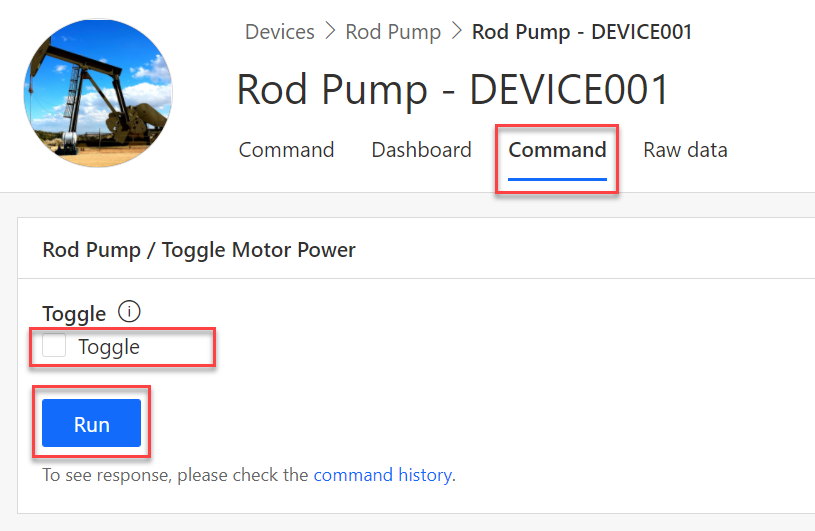 Devices > Rod Pump > Rod Pump - DEVICE001
Rod Pump - DEVICE001
Command Dashboard Command Raw data
Rod Pump / Toggle Motor Power
Toggle
Toggle
Run
To see response, please check the command history.